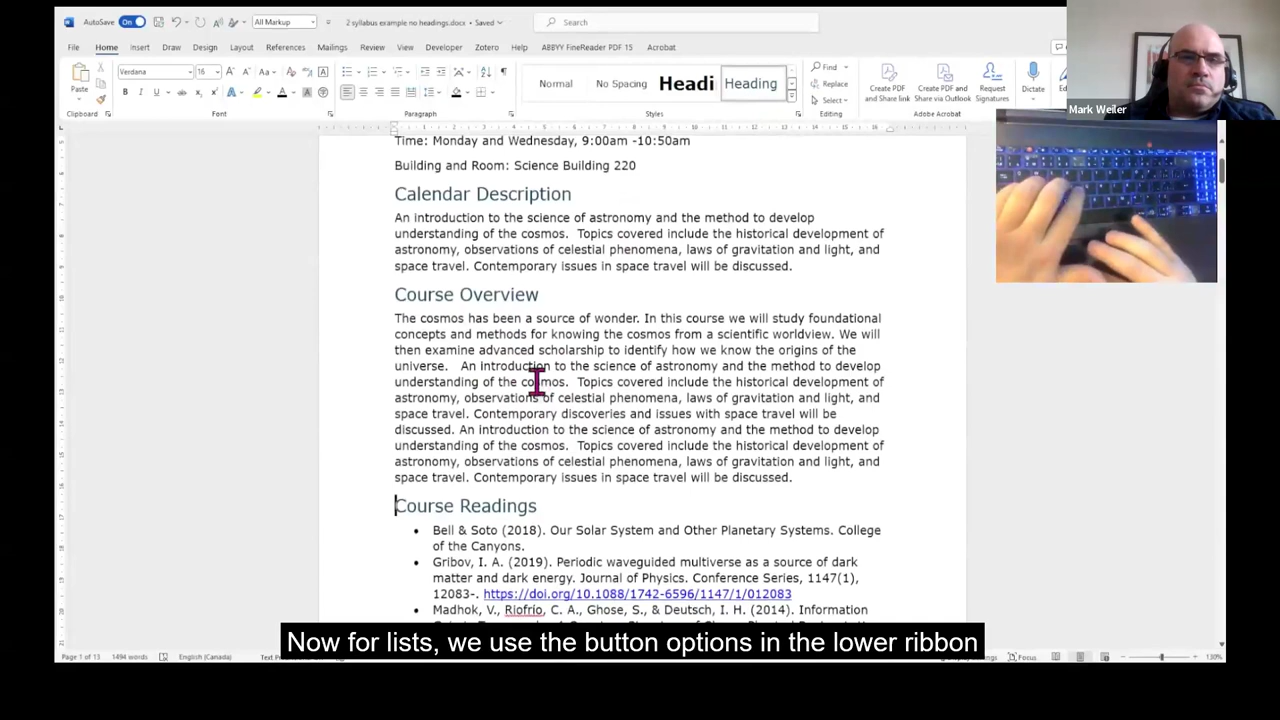 AutoSave On All Markup 2 syllabus example no headings.docx • Saved Search
File Home Insert Draw Design Layout References Mailings Review View Developer Zotero Help ABBYY FineReader PDF 15 Acrobat
Paste Verdana 16 Normal No Spacing Headi Heading Find Replace Select Create PDF and Share link Create PDF and Share via Outlook Request Signatures Dictate
Clipboard Font Paragraph Styles Editing Adobe Acrobat Voice
Mark Weiler
Time: Monday and Wednesday, 9:00am -10:50am
Building and Room: Science Building 220
Calendar Description
An introduction to the science of astronomy and the method to develop
understanding of the cosmos. Topics covered include the historical development of
astronomy, observations of celestial phenomena, laws of gravitation and light, and
space travel. Contemporary issues in space travel will be discussed.
Course Overview
The cosmos has been a source of wonder. In this course we will study foundational
concepts and methods for knowing the cosmos from a scientific worldview. We will
then examine advanced scholarship to identify how we know the origins of the
universe. An introduction to the science of astronomy and the method to develop
understanding of the cosmos. Topics covered include the historical development of
astronomy, observations of celestial phenomena, laws of gravitation and light, and
space travel. Contemporary discoveries and issues with space travel will be
discussed. An introduction to the science of astronomy and the method to develop
understanding of the cosmos. Topics covered include the historical development of
astronomy, observations of celestial phenomena, laws of gravitation and light, and
space travel. Contemporary issues in space travel will be discussed.
Course Readings
• Bell & Soto (2018). Our Solar System and Other Planetary Systems. College
of the Canyons.
• Gribov, I. A. (2019). Periodic waveguided multiverse as a source of dark
matter and dark energy. Journal of Physics. Conference Series, 1147(1),
12083-. https://doi.org/10.1088/1742-6596/1147/1/012083
• Madhok, V., Riofrio, C. A., Ghose, S., & Deutsch, I. H. (2014). Information
Now for lists, we use the button options in the lower ribbon
Page 1 of 13 1494 words English (Canada) Focus 130%